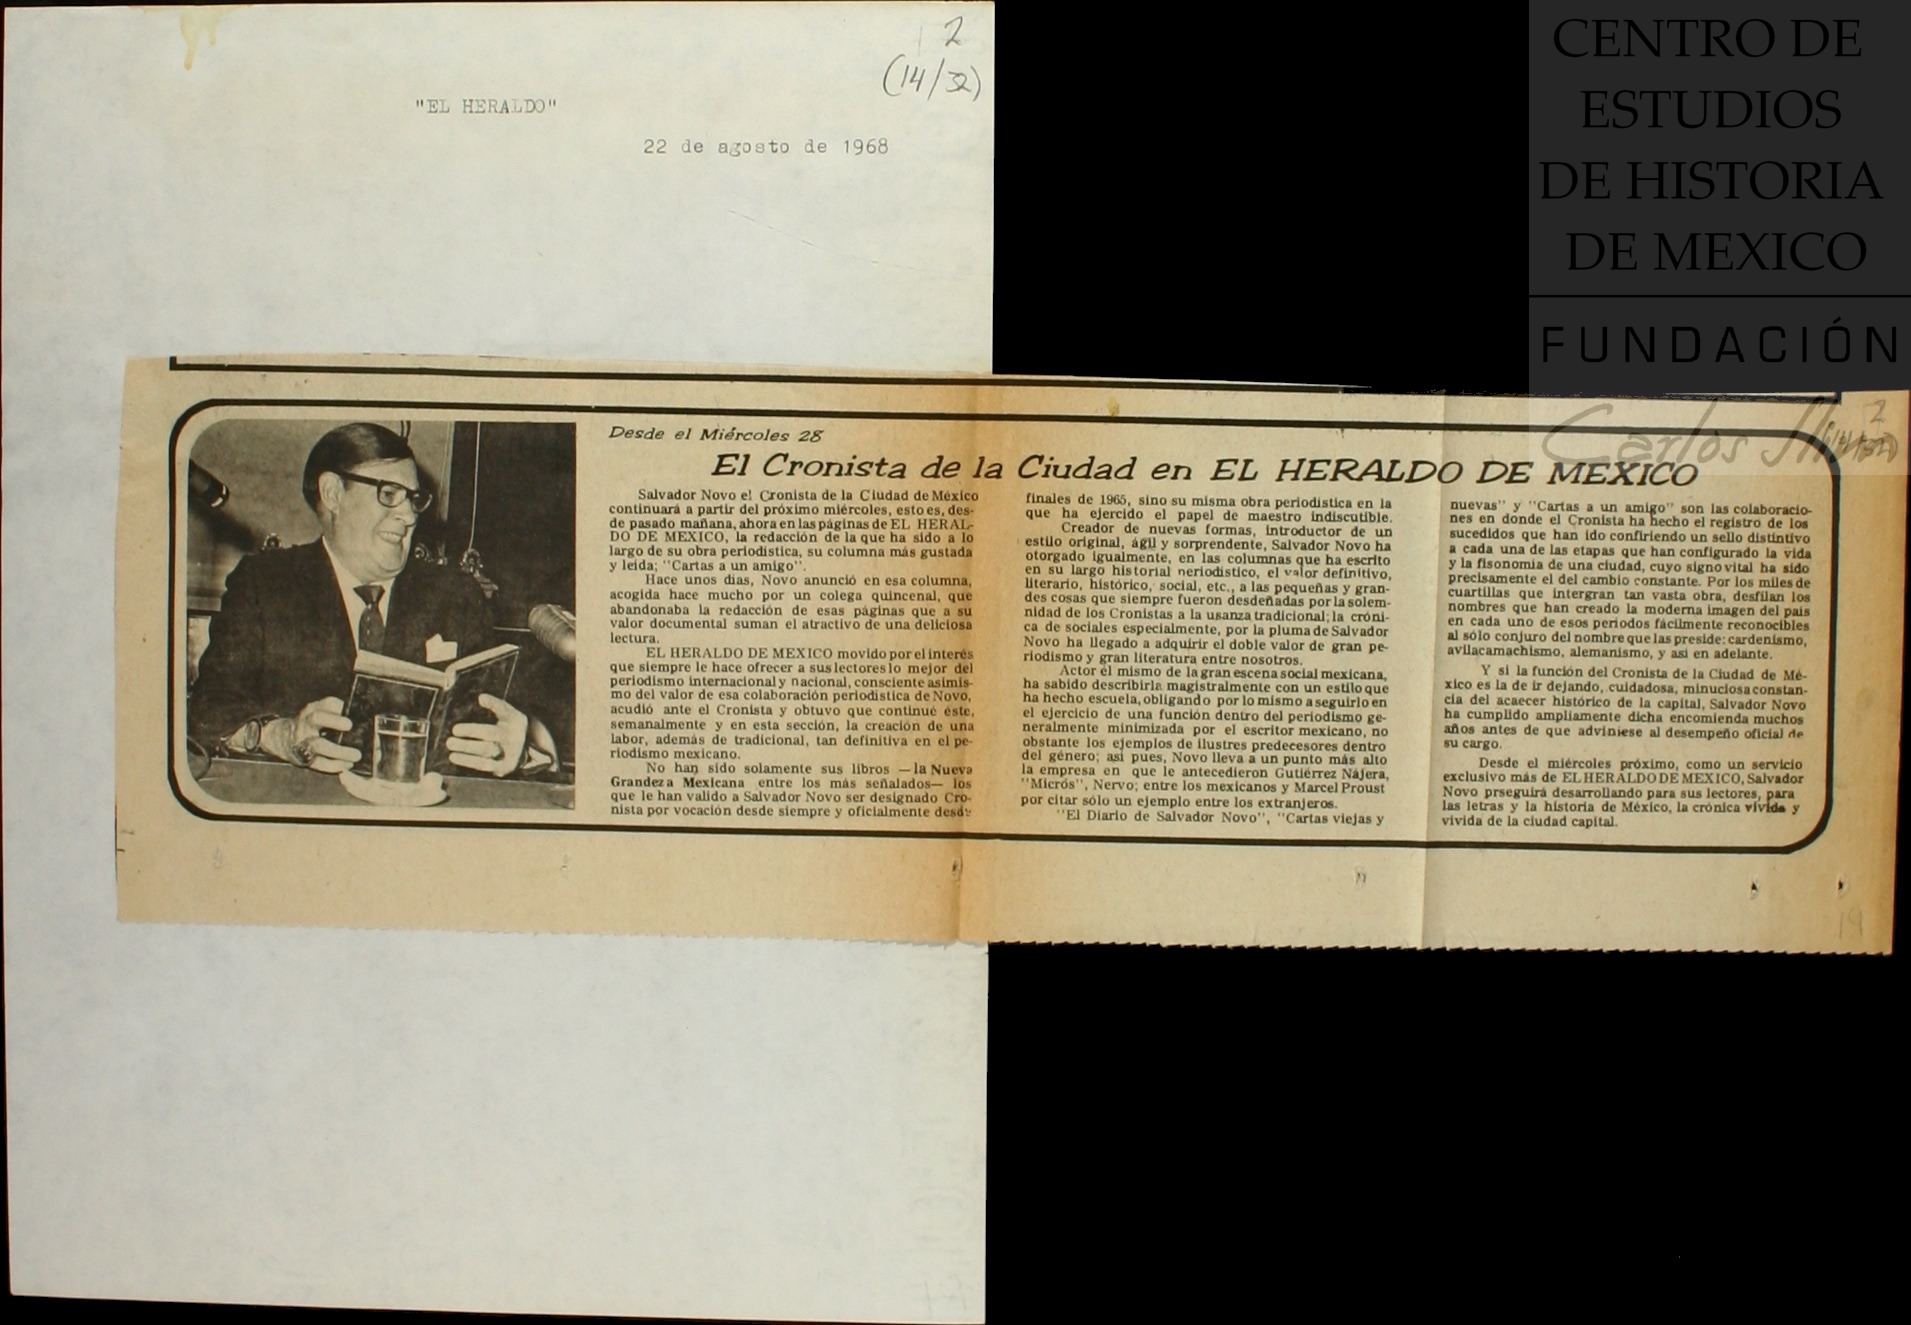 2
(14/32)
"EL HERALDO"
22 de agosto de 1968
CENTRO DE
ESTUDIOS
DE HISTORIA
DE MEXICO
FUNDACIÓN
Carlos Slim
2
Desde el Miércoles 28
El Cronista de la Ciudad en EL HERALDO DE MEXICO
Salvador Novo el Cronista de la Ciudad de México
continuará a partir del próximo miércoles, esto es, des-
de pasado mañana, ahora en las páginas de EL HERAL-
DO DE MEXICO, la redacción de la que ha sido a lo
largo de su obra periodística, su columna más gustada
y leída; "Cartas a un amigo".
Hace unos días, Novo anunció en esa columna,
acogida hace mucho por un colega quincenal, que
abandonaba la redacción de esas páginas que a su
valor documental suman el atractivo de una deliciosa
lectura.
EL HERALDO DE MEXICO movido por el interés
que siempre le hace ofrecer a sus lectores lo mejor del
periodismo internacional y nacional, consciente asimis-
mo del valor de esa colaboración periodística de Novo,
acudió ante el Cronista y obtuvo que continúe éste,
semanalmente y en esta sección, la creación de una
labor, además de tradicional, tan definitiva en el pe-
riodismo mexicano.
No han sido solamente sus libros —la Nueva
Grandeza Mexicana entre los más señalados— los
que le han valido a Salvador Novo ser designado Cro-
nista por vocación desde siempre y oficialmente desde
finales de 1965, sino su misma obra periodística en la
que ha ejercido el papel de maestro indiscutible.
Creador de nuevas formas, introductor de un
estilo original, ágil y sorprendente, Salvador Novo ha
otorgado igualmente, en las columnas que ha escrito
en su largo historial periodístico, el valor definitivo,
literario, histórico, social, etc., a las pequeñas y gran-
des cosas que siempre fueron desdeñadas por la solem-
nidad de los Cronistas a la usanza tradicional; la cróni-
ca de sociales especialmente, por la pluma de Salvador
Novo ha llegado a adquirir el doble valor de gran pe-
riodismo y gran literatura entre nosotros.
Actor él mismo de la gran escena social mexicana,
ha sabido describirla magistralmente con un estilo que
ha hecho escuela, obligando por lo mismo a seguirlo en
el ejercicio de una función dentro del periodismo ge-
neralmente minimizada por el escritor mexicano, no
obstante los ejemplos de ilustres predecesores dentro
del género; así pues, Novo lleva a un punto más alto
la empresa en que le antecedieron Gutiérrez Nájera,
"Micrós", Nervo; entre los mexicanos y Marcel Proust
por citar sólo un ejemplo entre los extranjeros.
"El Diario de Salvador Novo", "Cartas viejas y
nuevas" y "Cartas a un amigo" son las colaboracio-
nes en donde el Cronista ha hecho el registro de los
sucedidos que han ido confiriendo un sello distintivo
a cada una de las etapas que han configurado la vida
y la fisonomía de una ciudad, cuyo signo vital ha sido
precisamente el del cambio constante. Por los miles de
cuartillas que intergran tan vasta obra, desfilan los
nombres que han creado la moderna imagen del país
en cada uno de esos períodos fácilmente reconocibles
al sólo conjuro del nombre que las preside: cardenismo,
avilacamachismo, alemanismo, y así en adelante.
Y si la función del Cronista de la Ciudad de Mé-
xico es la de ir dejando, cuidadosa, minuciosa constan-
cia del acaecer histórico de la capital, Salvador Novo
ha cumplido ampliamente dicha encomienda muchos
años antes de que adviniese al desempeño oficial de
su cargo.
Desde el miércoles próximo, como un servicio
exclusivo más de EL HERALDO DE MEXICO, Salvador
Novo prseguirá desarrollando para sus lectores, para
las letras y la historia de México, la crónica vívida y
vivida de la ciudad capital.
19